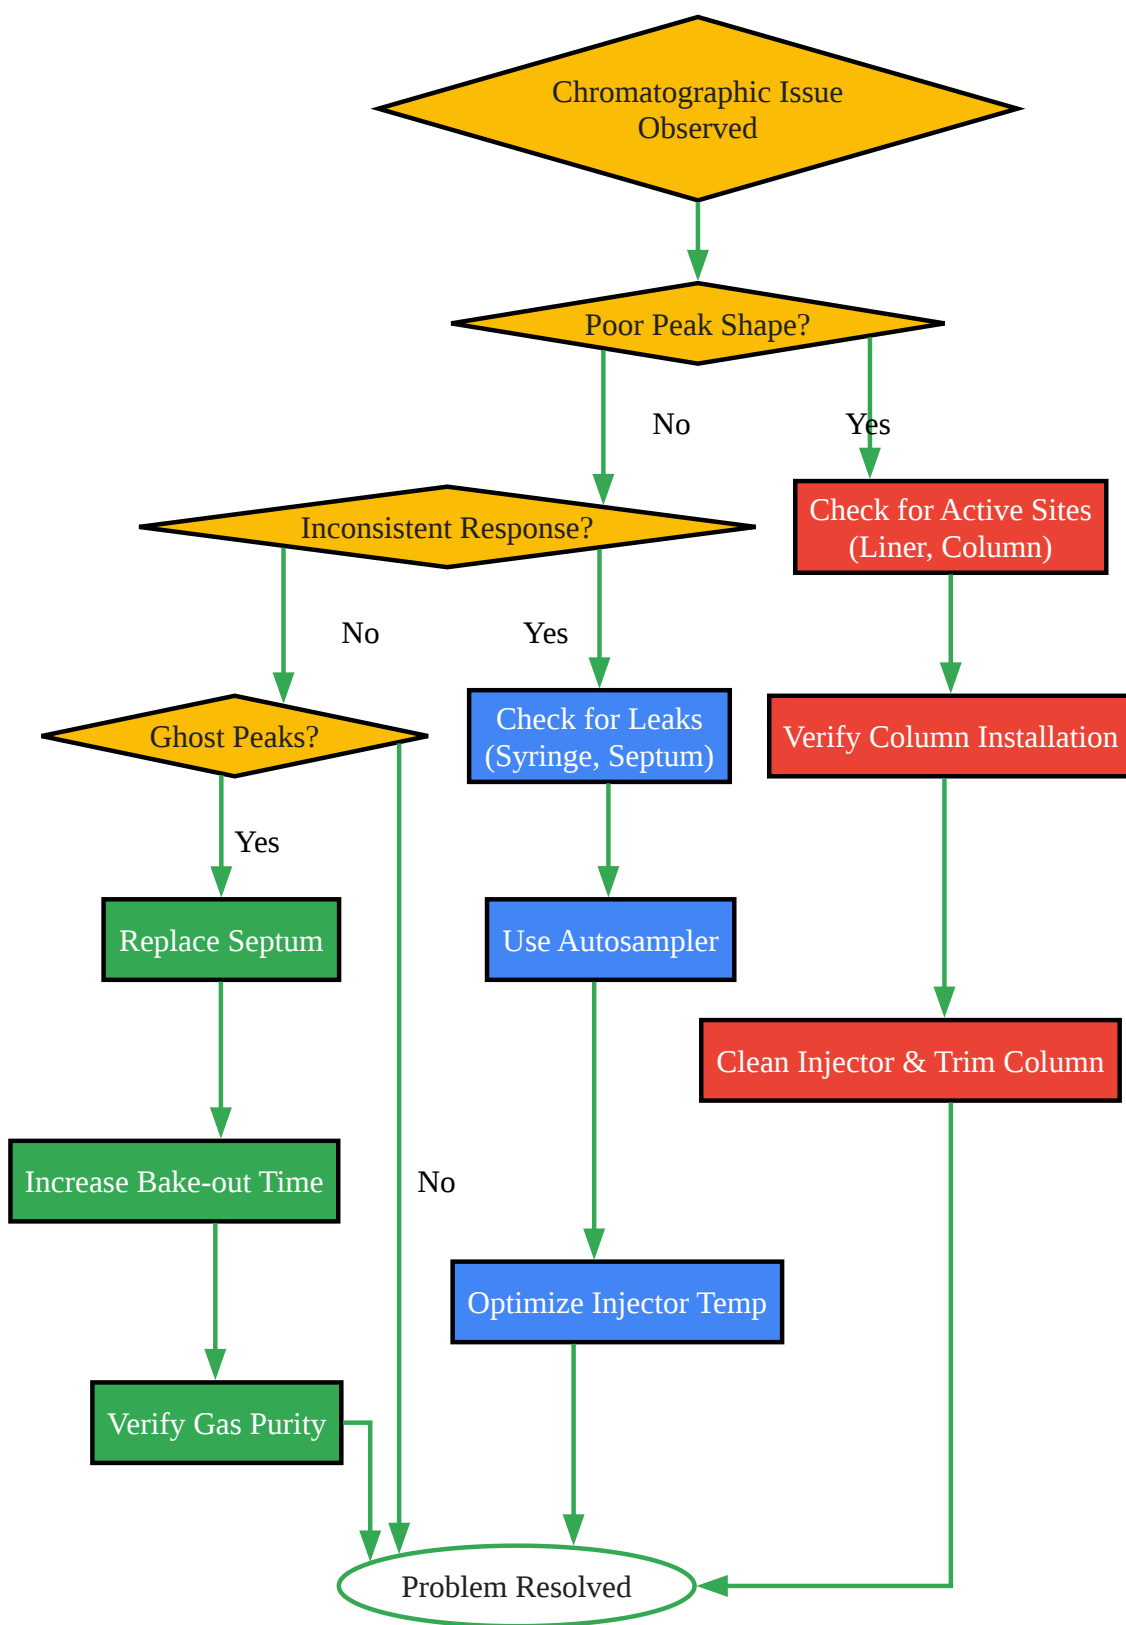 Chromatographic Issue
Observed
Poor Peak Shape?
No
Yes
Inconsistent Response?
Check for Active Sites
(Liner, Column)
No
Yes
Ghost Peaks?
Check for Leaks
(Syringe, Septum)
Verify Column Installation
Yes
Replace Septum
Use Autosampler
Clean Injector & Trim Column
Increase Bake-out Time
No
Optimize Injector Temp
Verify Gas Purity
Problem Resolved